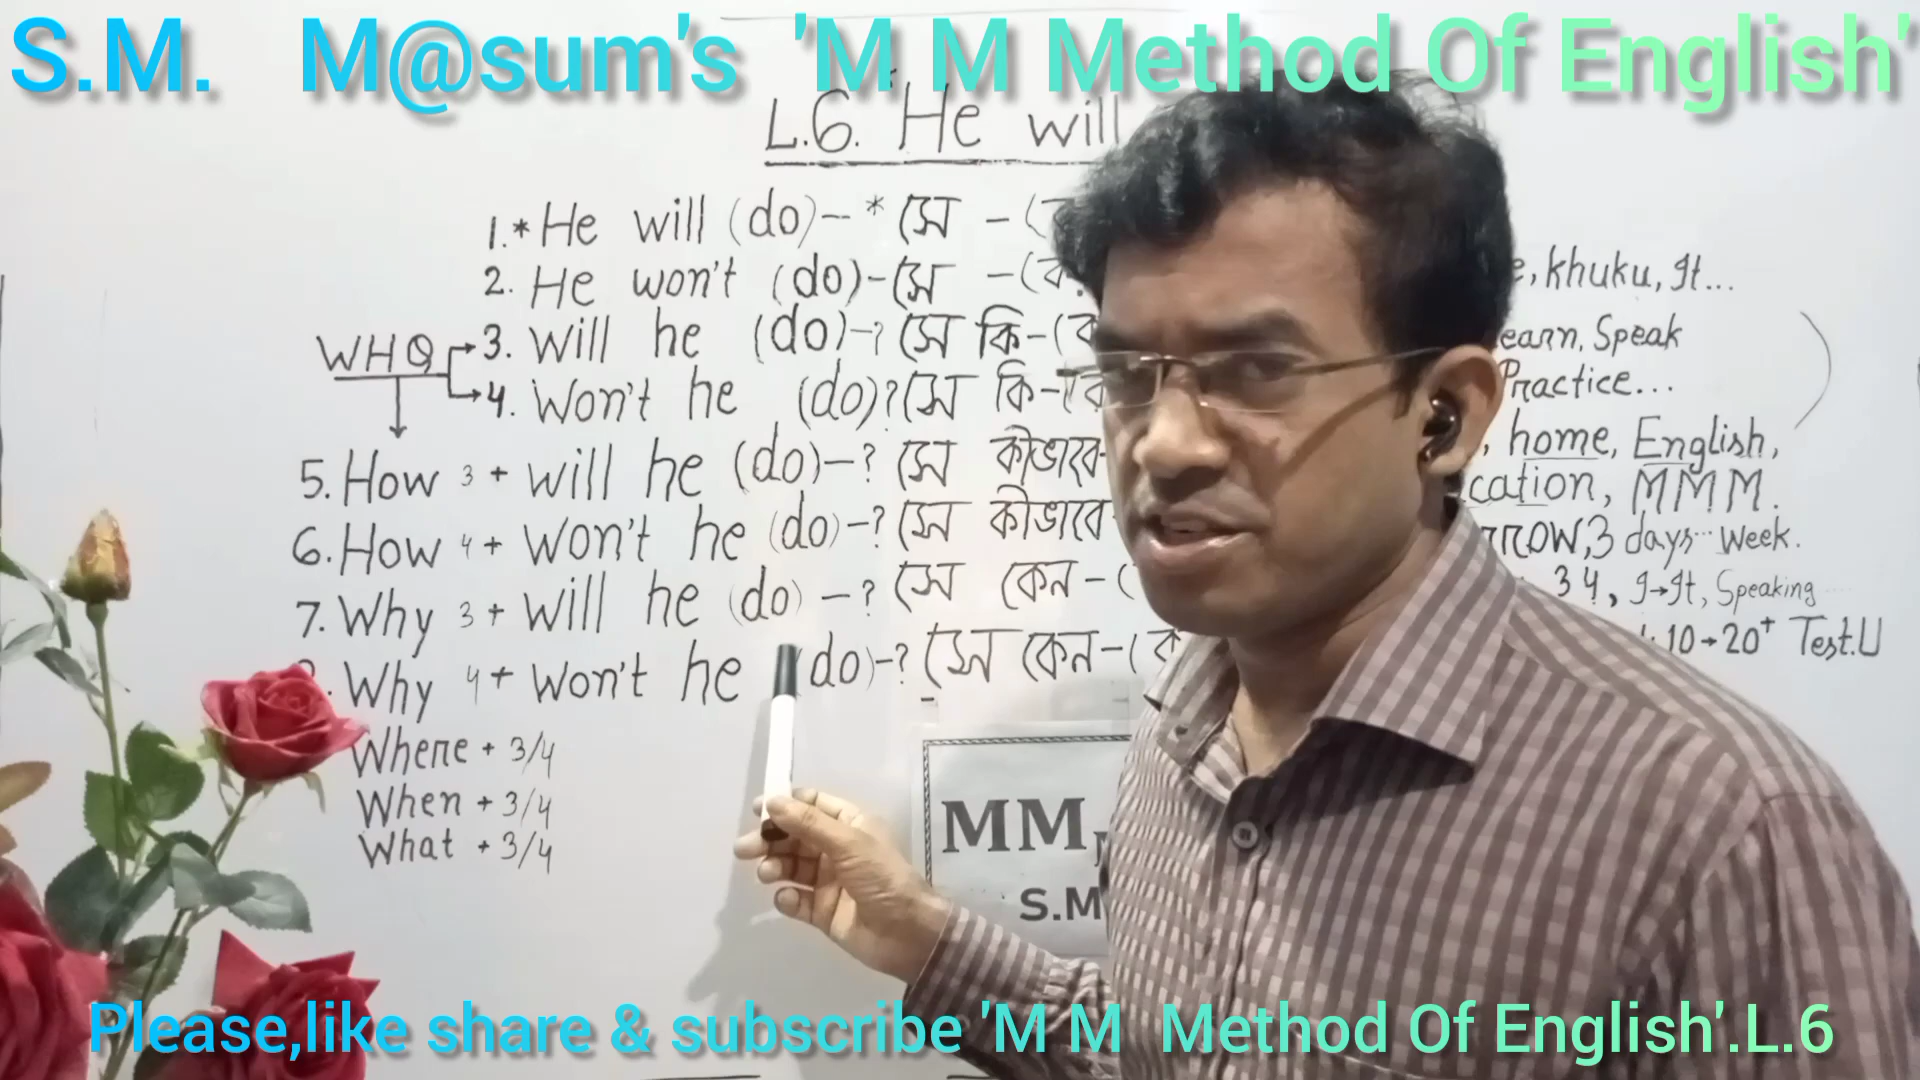 S.M. M@sum's 'M M Method Of English'
L.6. He will
1.* He will (do)-- * সে - (
2. He won't (do)-(সে -(
WHQ
3. Will he (do)-? (সে কি-(
4. Won't he (do)? (সে কি-(
5. How 3 + will he (do)-? (সে কীভাবে-
6. How 4 + won't he (do)-? (সে কীভাবে-
7. Why 3 + will he (do) -? (সে কেন-(
. Why 4 + won't he (do)-? (সে কেন-(
Where + 3/4
When + 3/4
What + 3/4
, khuku, It...
Speak
Practice...
, home, English,
MMM.
3 days... Week.
3 4, I→It, Speaking
10→20+ Test.U
MM
S.M
Please,like share & subscribe 'M M Method Of English'.L.6